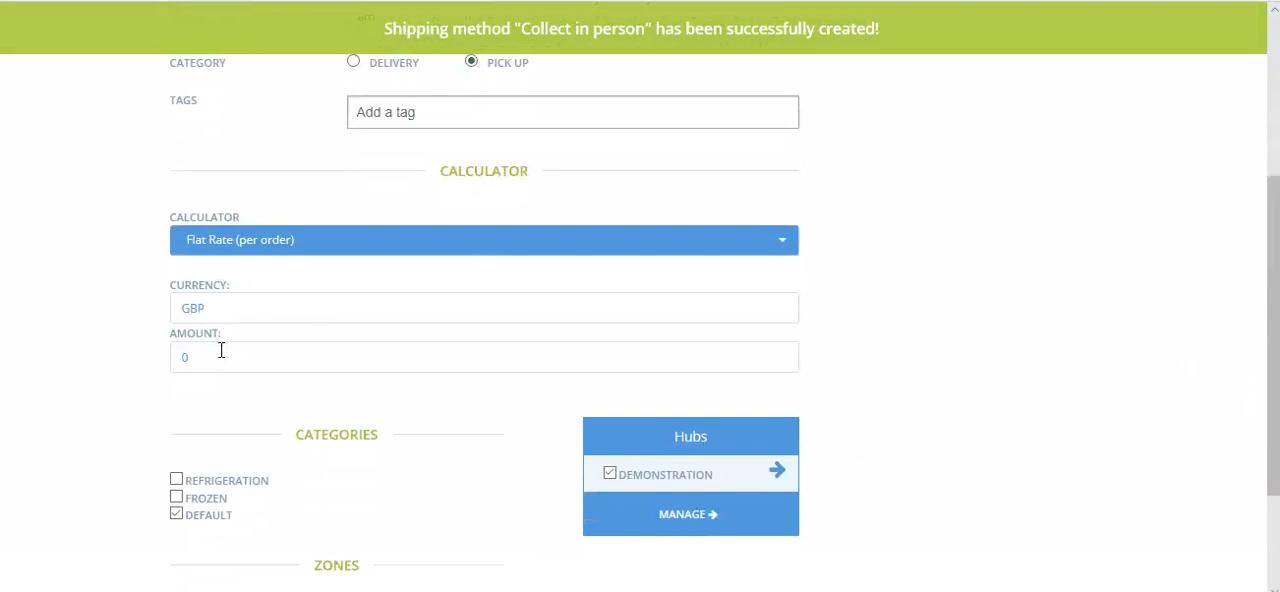 Shipping method "Collect in person" has been successfully created!
CATEGORY
DELIVERY
PICK UP
TAGS
Add a tag
CALCULATOR
CALCULATOR
Flat Rate (per order)
CURRENCY:
GBP
AMOUNT:
0
CATEGORIES
REFRIGERATION
FROZEN
DEFAULT
Hubs
DEMONSTRATION
MANAGE
ZONES